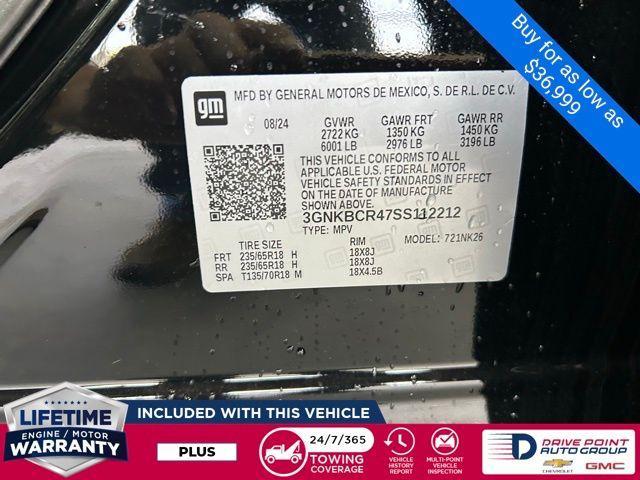 Buy for as low as
$36,999
gm
MFD BY GENERAL MOTORS DE MEXICO, S. DE R.L. DE C.V.
08/24 GVWR GAWR FRT GAWR RR
2722 KG 1350 KG 1450 KG
6001 LB 2976 LB 3196 LB
THIS VEHICLE CONFORMS TO ALL
APPLICABLE U.S. FEDERAL MOTOR
VEHICLE SAFETY STANDARDS IN EFFECT
ON THE DATE OF MANUFACTURE
SHOWN ABOVE.
3GNKBCR47SS112212
TYPE: MPV MODEL: 721NK26
TIRE SIZE RIM
FRT 235/65R18 H 18X8J
RR 235/65R18 H 18X8J
SPA T135/70R18 M 18X4.5B
LIFETIME
ENGINE / MOTOR
WARRANTY
INCLUDED WITH THIS VEHICLE
PLUS
24/7/365
TOWING
COVERAGE
VEHICLE
HISTORY
REPORT
MULTI-POINT
VEHICLE
INSPECTION
DRIVE POINT
AUTO GROUP
CHEVROLET GMC